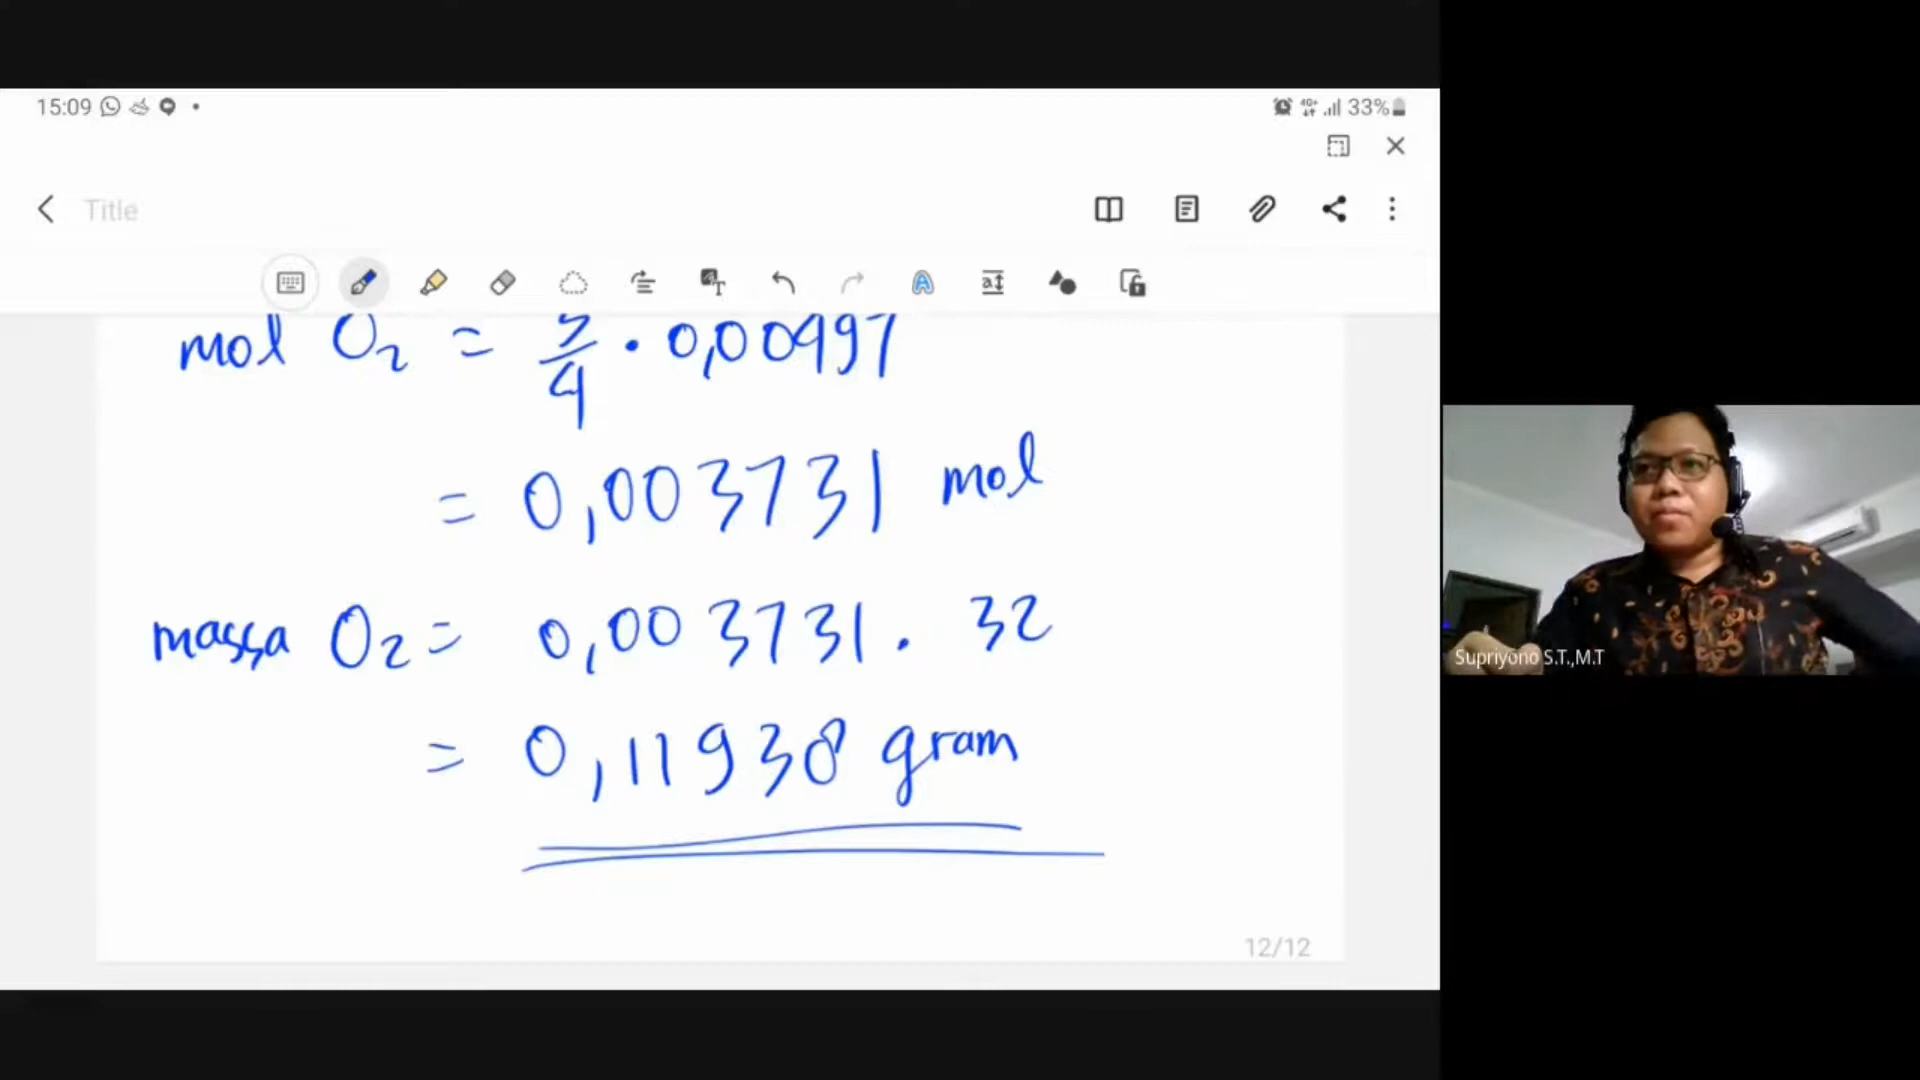 15:09
33%
Title
mol O₂ = 3/4 · 0,00497
= 0,003731 mol
massa O₂ = 0,003731 . 32
= 0,11938 gram
12/12
Supriyono S.T.,M.T